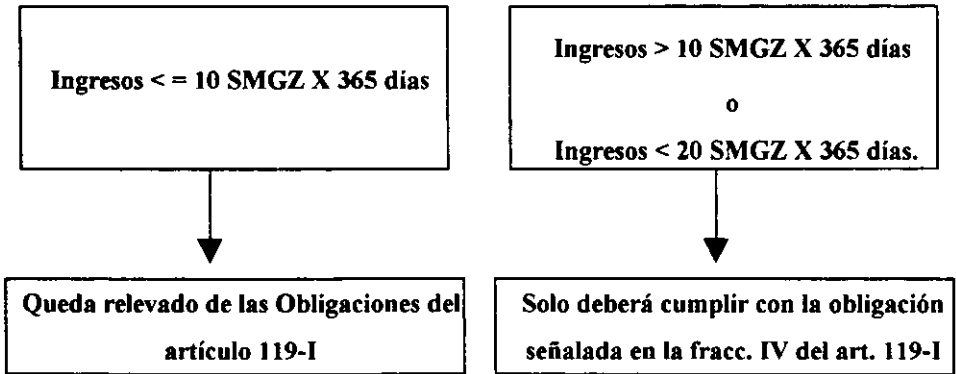 Ingresos < = 10 SMGZ X 365 días
Ingresos > 10 SMGZ X 365 días
o
Ingresos < 20 SMGZ X 365 días.
Queda relevado de las Obligaciones del
artículo 119-I
Solo deberá cumplir con la obligación
señalada en la fracc. IV del art. 119-I